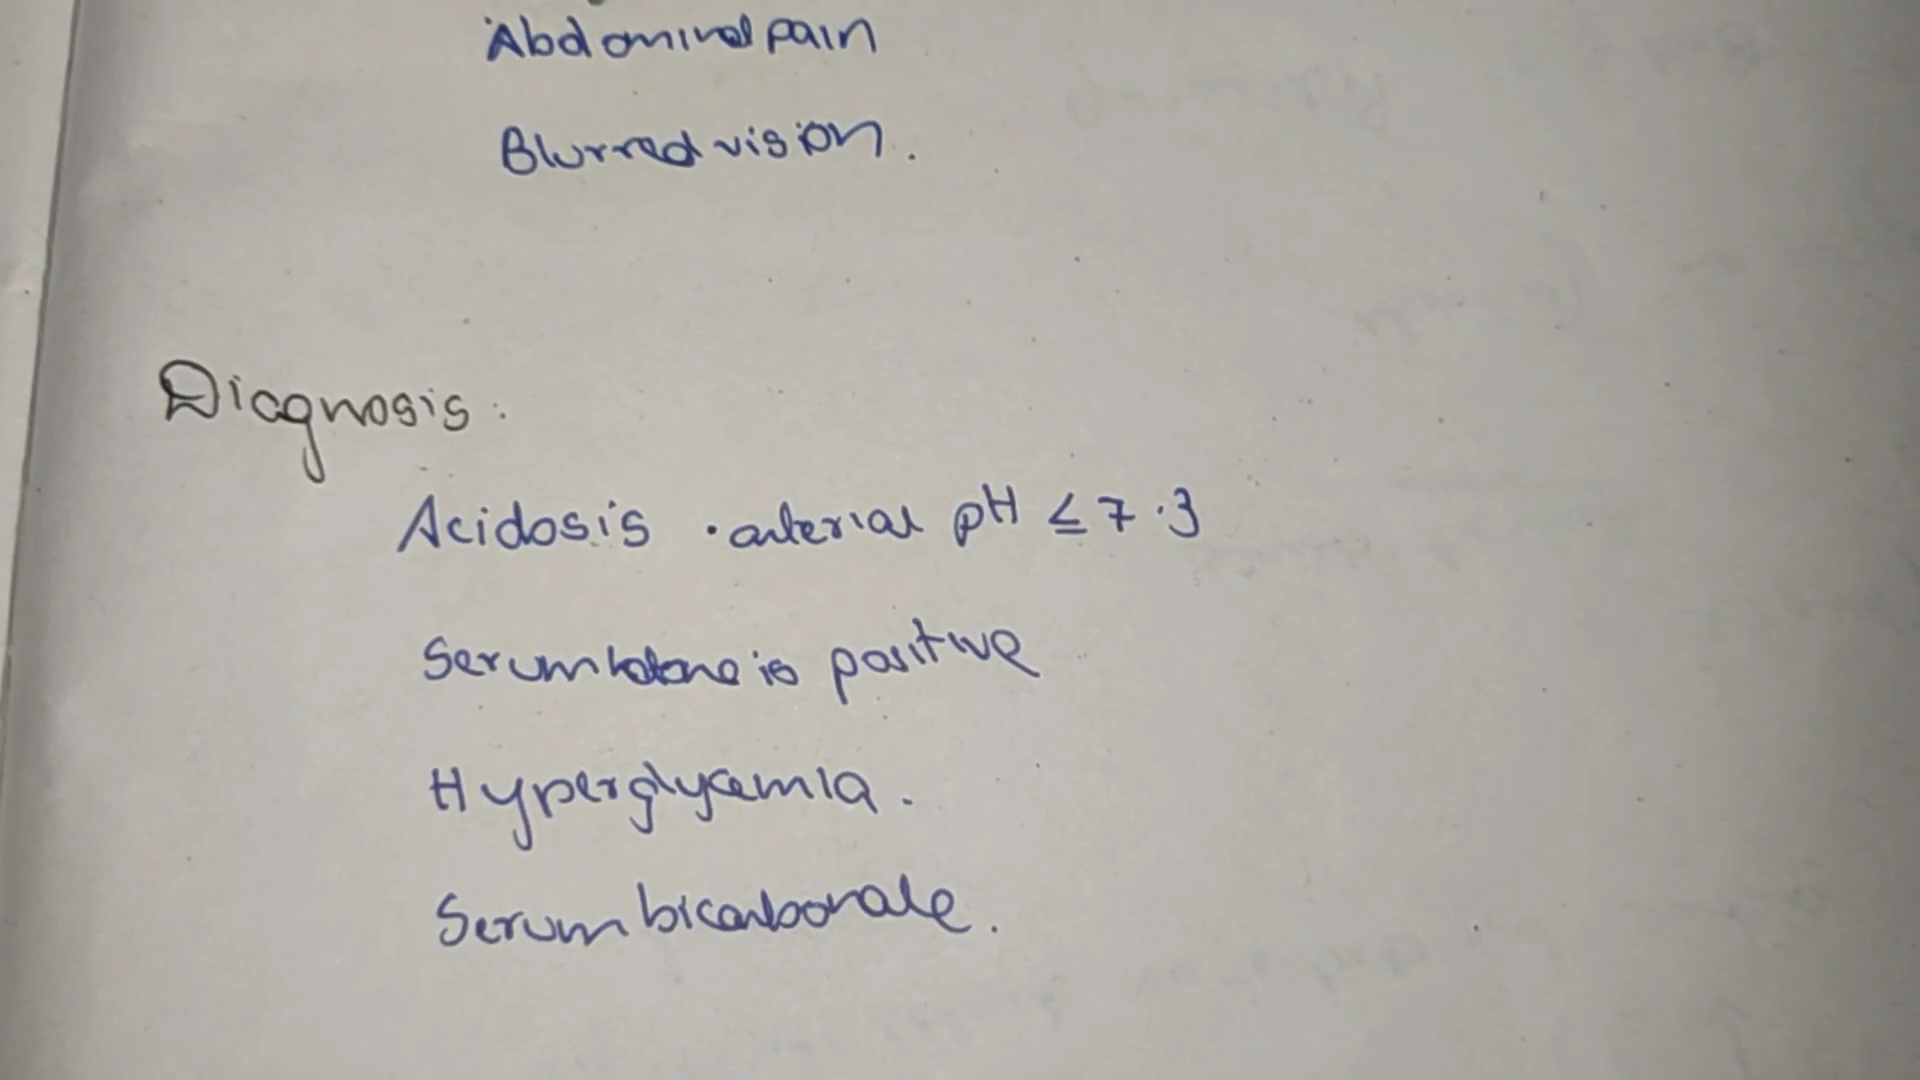 Abdominal pain
Blurred vision.
Diagnosis:
Acidosis . arterial pH ≤ 7.3
Serum ketone is positive
Hyperglycemia.
Serum bicarbonate.